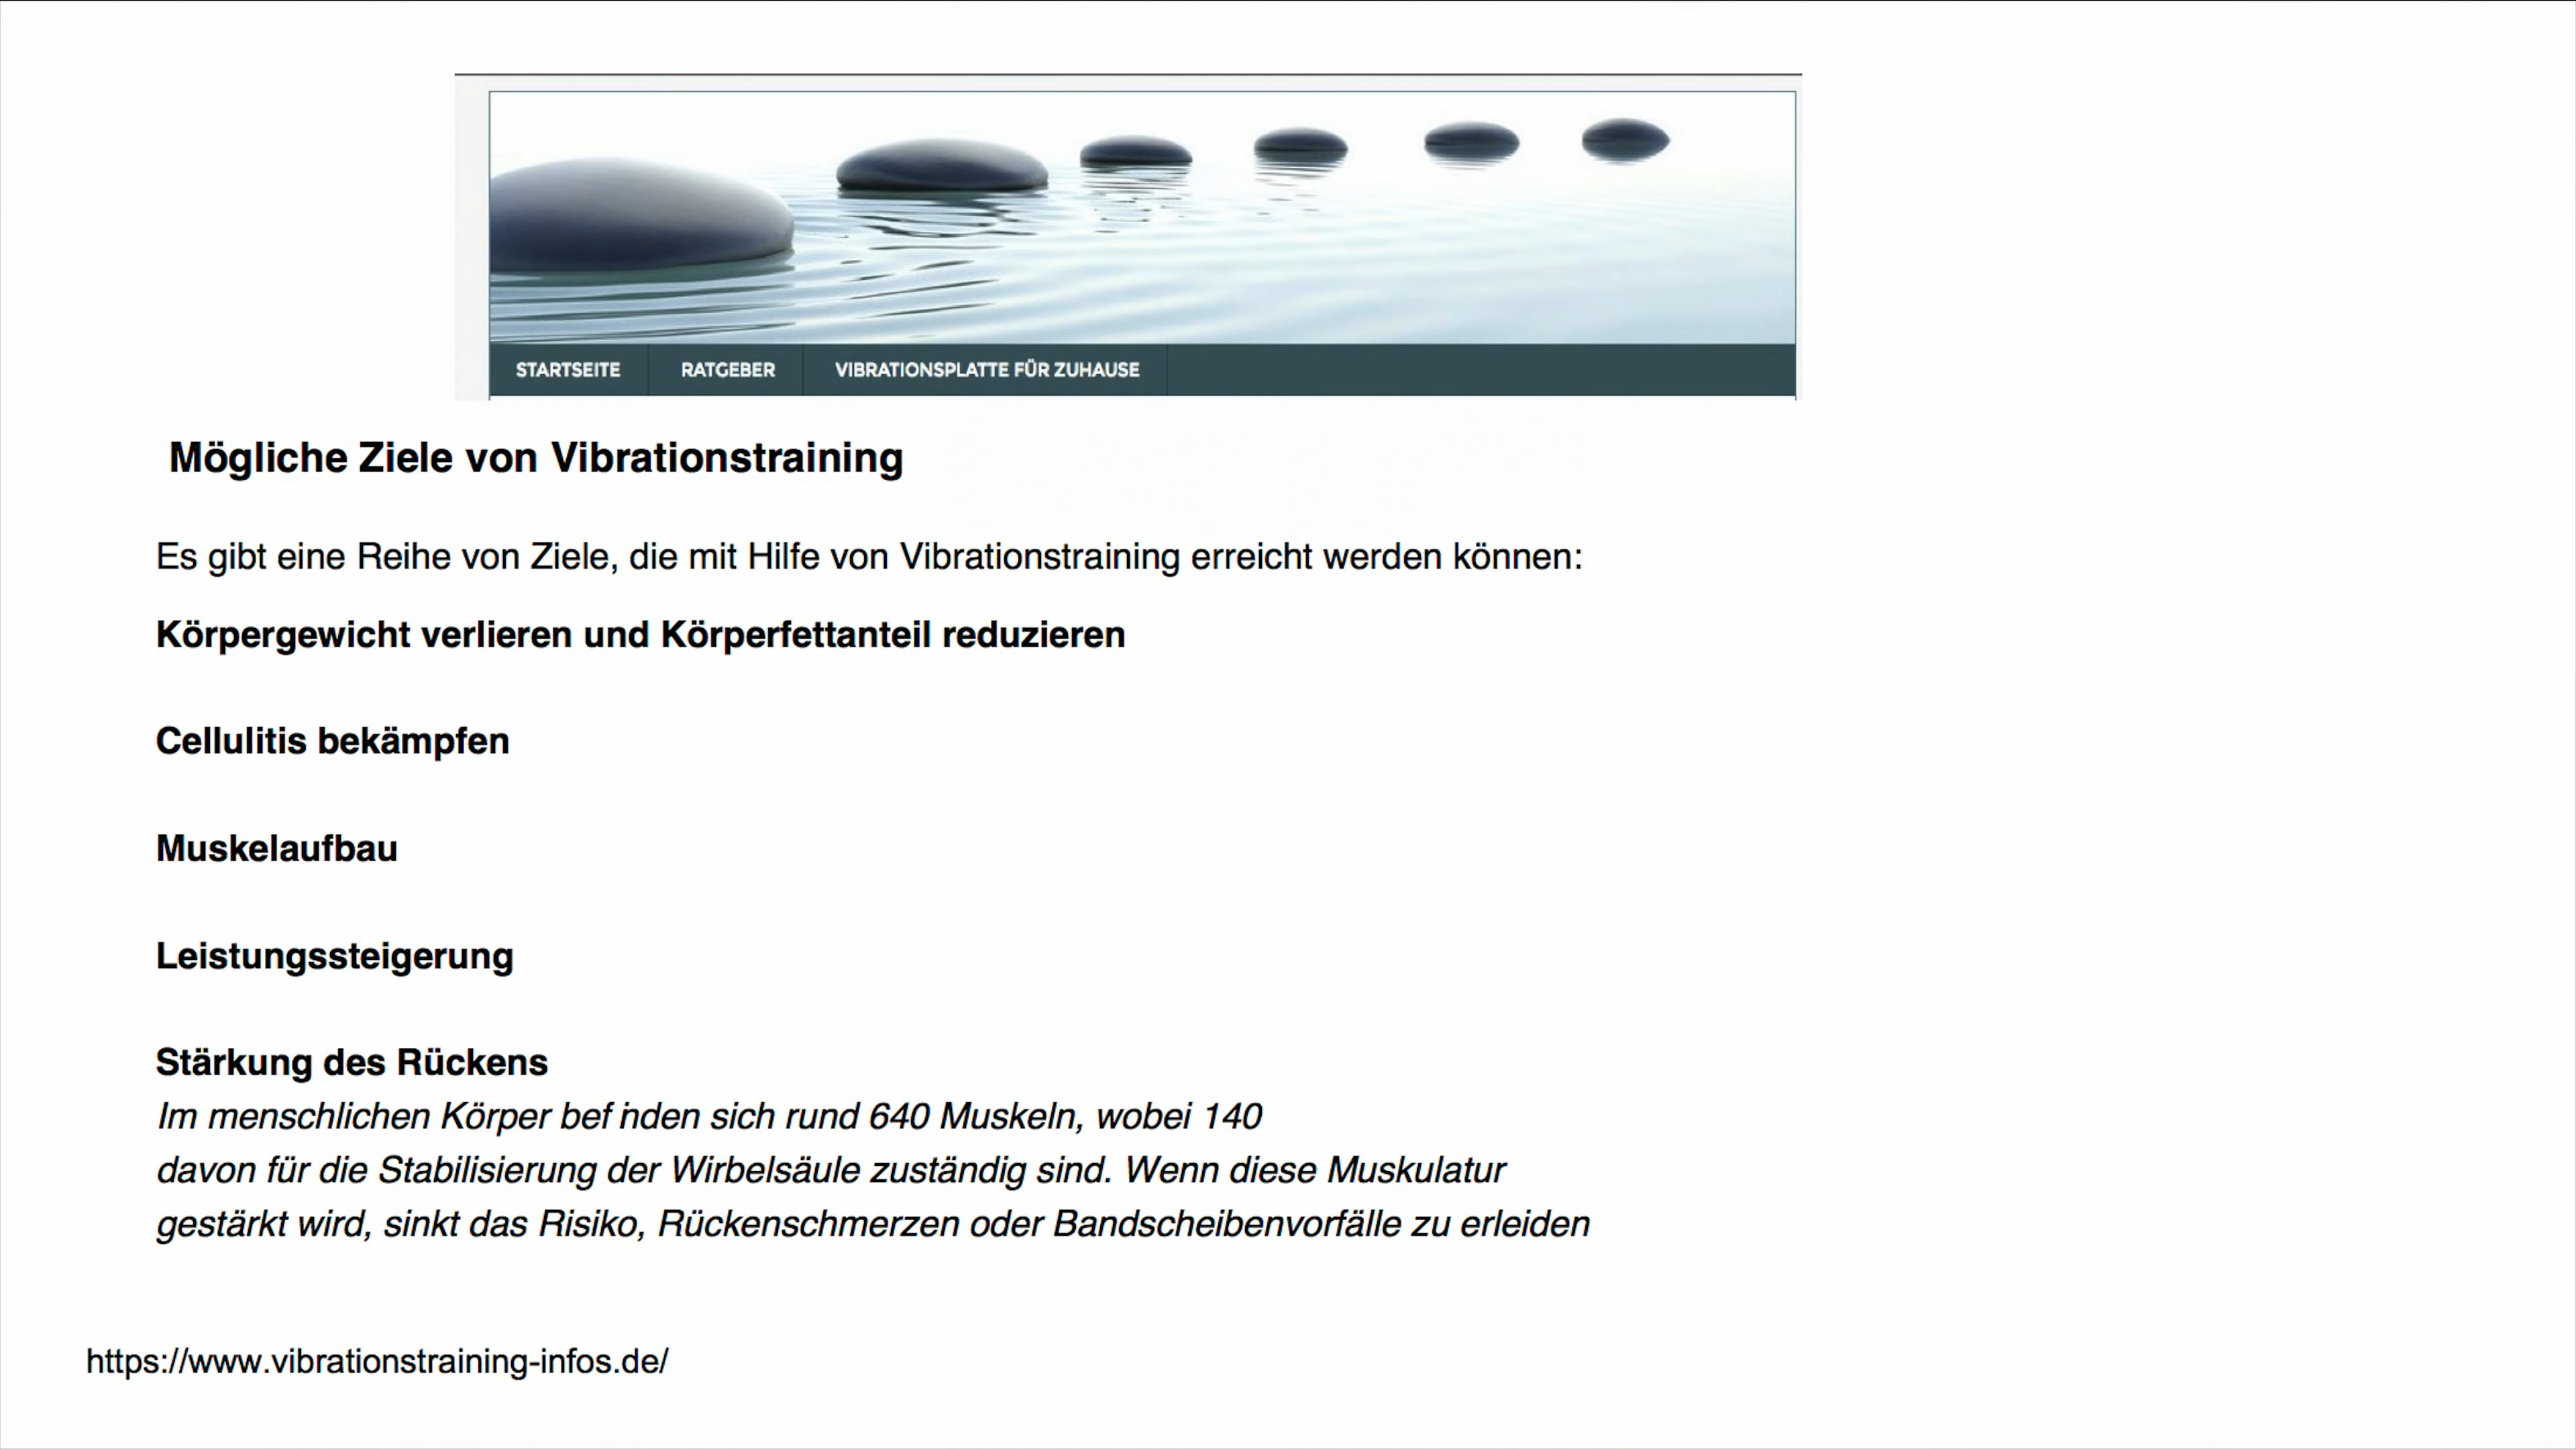 STARTSEITE RATGEBER VIBRATIONSPLATTE FÜR ZUHAUSE
Mögliche Ziele von Vibrationstraining
Es gibt eine Reihe von Ziele, die mit Hilfe von Vibrationstraining erreicht werden können:
Körpergewicht verlieren und Körperfettanteil reduzieren
Cellulitis bekämpfen
Muskelaufbau
Leistungssteigerung
Stärkung des Rückens
Im menschlichen Körper befinden sich rund 640 Muskeln, wobei 140
davon für die Stabilisierung der Wirbelsäule zuständig sind. Wenn diese Muskulatur
gestärkt wird, sinkt das Risiko, Rückenschmerzen oder Bandscheibenvorfälle zu erleiden
https://www.vibrationstraining-infos.de/